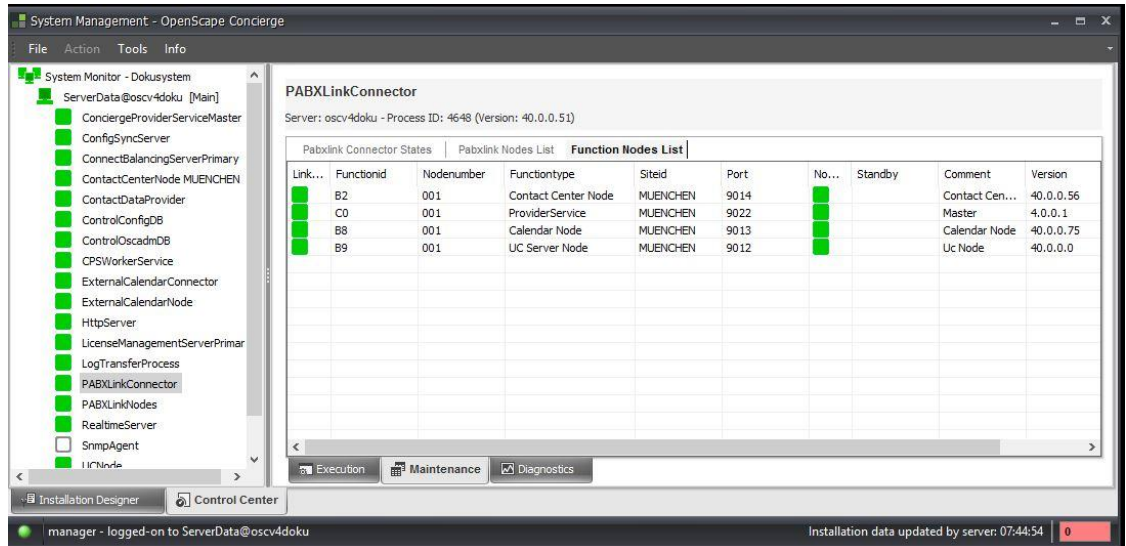 System Management - OpenScape Concierge
File Action Tools Info
System Monitor - Dokusystem
ServerData@oscv4doku [Main]
ConciergeProviderServiceMaster
ConfigSyncServer
ConnectBalancingServerPrimary
ContactCenterNode MUENCHEN
ContactDataProvider
ControlConfigDB
ControlOscadmDB
CPSWorkerService
ExternalCalendarConnector
ExternalCalendarNode
HttpServer
LicenseManagementServerPrimar
LogTransferProcess
PABXLinkConnector
PABXLinkNodes
RealtimeServer
SnmpAgent
UCNode
PABXLinkConnector
Server: oscv4doku - Process ID: 4648 (Version: 40.0.0.51)
Pabxlink Connector States Pabxlink Nodes List Function Nodes List
Link... Functionid Nodenumber Functiontype Siteid Port No... Standby Comment Version
B2 001 Contact Center Node MUENCHEN 9014 Contact Cen... 40.0.0.56
C0 001 ProviderService MUENCHEN 9022 Master 4.0.0.1
B8 001 Calendar Node MUENCHEN 9013 Calendar Node 40.0.0.75
B9 001 UC Server Node MUENCHEN 9012 Uc Node 40.0.0.0
Execution Maintenance Diagnostics
Installation Designer Control Center
manager - logged-on to ServerData@oscv4doku Installation data updated by server: 07:44:54 0